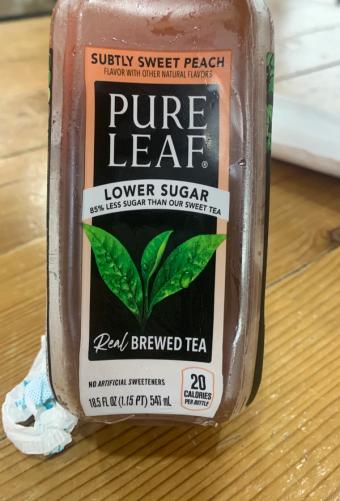 SUBTLY SWEET PEACH
FLAVOR WITH OTHER NATURAL FLAVORS
PURE
LEAF®
LOWER SUGAR
85% LESS SUGAR THAN OUR SWEET TEA
Real BREWED TEA
NO ARTIFICIAL SWEETENERS
20
CALORIES
PER BOTTLE
18.5 FL OZ (1.15 PT) 547 mL